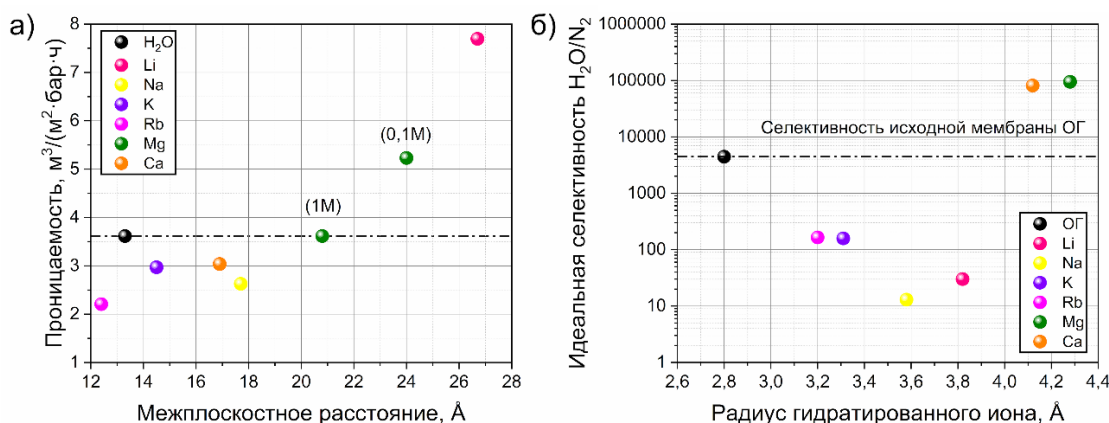 а)
Проницаемость, м³/(м²·бар·ч)
8
7
6
5
4
3
2
1
H₂O
Li
Na
K
Rb
Mg
Ca
(0,1M)
(1M)
12 14 16 18 20 22 24 26 28
Межплоскостное расстояние, Å
б)
Идеальная селективность H₂O/N₂
1000000
100000
10000
1000
100
10
1
Селективность исходной мембраны ОГ
ОГ
Li
Na
K
Rb
Mg
Ca
2,6 2,8 3,0 3,2 3,4 3,6 3,8 4,0 4,2 4,4
Радиус гидратированного иона, Å